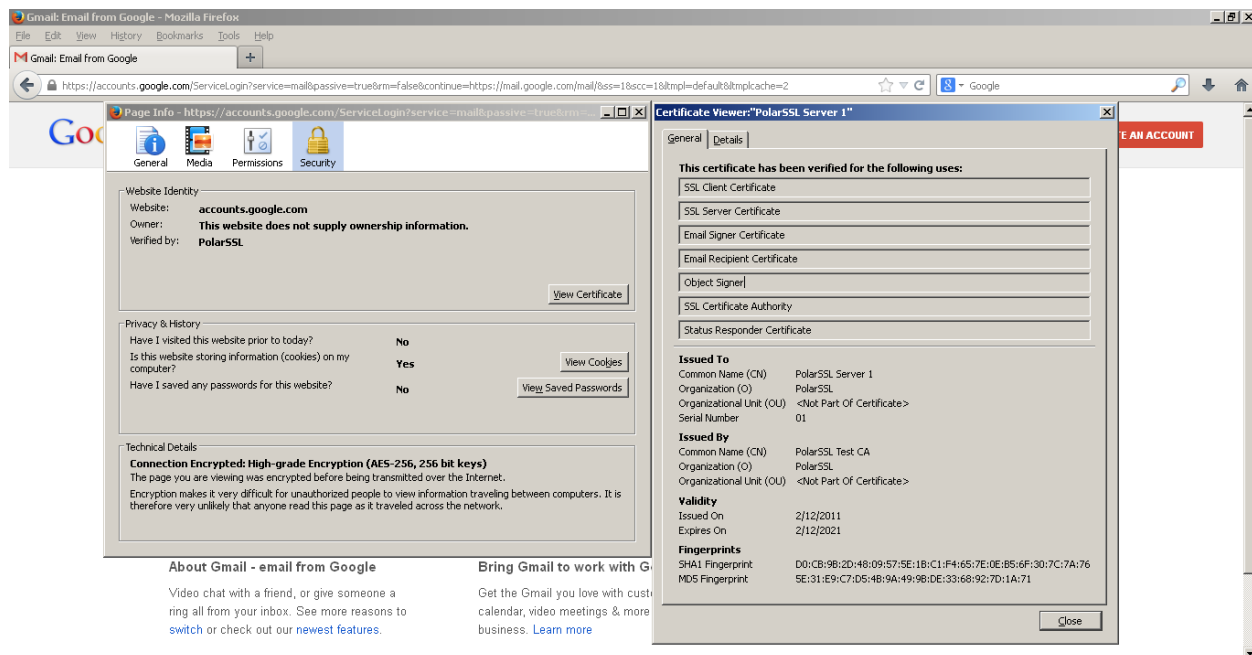 Gmail: Email from Google - Mozilla Firefox
File Edit View History Bookmarks Tools Help
Gmail: Email from Google
https://accounts.google.com/ServiceLogin?service=mail&passive=true&rm=false&continue=https://mail.google.com/mail/&ss=1&scc=1&ltmpl=default&ltmplcache=2
Google
Goo
E AN ACCOUNT
Page Info - https://accounts.google.com/ServiceLogin?service=mail&passive=true&rm=...
General Media Permissions Security
Website Identity
Website: accounts.google.com
Owner: This website does not supply ownership information.
Verified by: PolarSSL
View Certificate
Privacy & History
Have I visited this website prior to today? No
Is this website storing information (cookies) on my computer? Yes View Cookies
Have I saved any passwords for this website? No View Saved Passwords
Technical Details
Connection Encrypted: High-grade Encryption (AES-256, 256 bit keys)
The page you are viewing was encrypted before being transmitted over the Internet.
Encryption makes it very difficult for unauthorized people to view information traveling between computers. It is
therefore very unlikely that anyone read this page as it traveled across the network.
Certificate Viewer:"PolarSSL Server 1"
General Details
This certificate has been verified for the following uses:
SSL Client Certificate
SSL Server Certificate
Email Signer Certificate
Email Recipient Certificate
Object Signer
SSL Certificate Authority
Status Responder Certificate
Issued To
Common Name (CN) PolarSSL Server 1
Organization (O) PolarSSL
Organizational Unit (OU) <Not Part Of Certificate>
Serial Number 01
Issued By
Common Name (CN) PolarSSL Test CA
Organization (O) PolarSSL
Organizational Unit (OU) <Not Part Of Certificate>
Validity
Issued On 2/12/2011
Expires On 2/12/2021
Fingerprints
SHA1 Fingerprint D0:CB:9B:2D:48:09:57:5E:1B:C1:F4:65:7E:0E:B5:6F:30:7C:7A:76
MD5 Fingerprint 5E:31:E9:C7:D5:4B:9A:49:9B:DE:33:68:92:7D:1A:71
Close
About Gmail - email from Google
Video chat with a friend, or give someone a
ring all from your inbox. See more reasons to
switch or check out our newest features.
Bring Gmail to work with G
Get the Gmail you love with cust
calendar, video meetings & more
business. Learn more